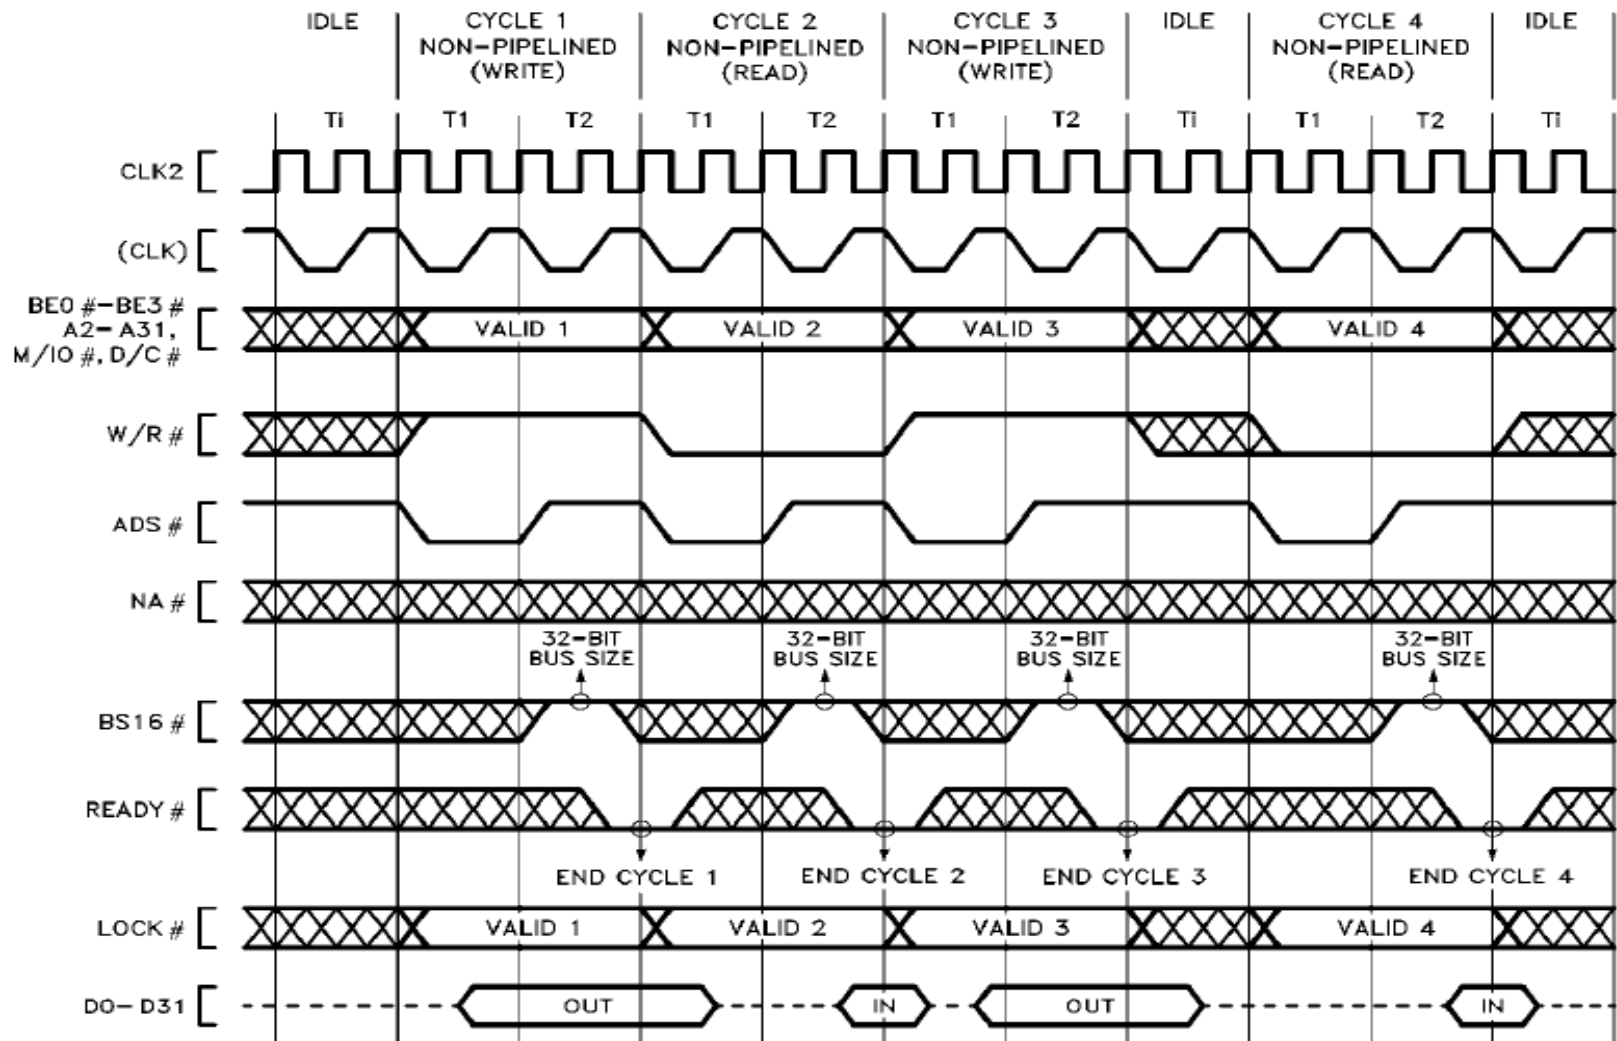 IDLE CYCLE 1 CYCLE 2 CYCLE 3 IDLE CYCLE 4 IDLE
NON-PIPELINED NON-PIPELINED NON-PIPELINED NON-PIPELINED
(WRITE) (READ) (WRITE) (READ)
Ti T1 T2 T1 T2 T1 T2 Ti T1 T2 Ti
CLK2
(CLK)
BE0 #-BE3 #
A2-A31,
M/IO #, D/C #
VALID 1 VALID 2 VALID 3 VALID 4
W/R #
ADS #
NA #
32-BIT 32-BIT 32-BIT 32-BIT
BUS SIZE BUS SIZE BUS SIZE BUS SIZE
BS16 #
READY #
END CYCLE 1 END CYCLE 2 END CYCLE 3 END CYCLE 4
LOCK # VALID 1 VALID 2 VALID 3 VALID 4
D0-D31 OUT IN OUT IN